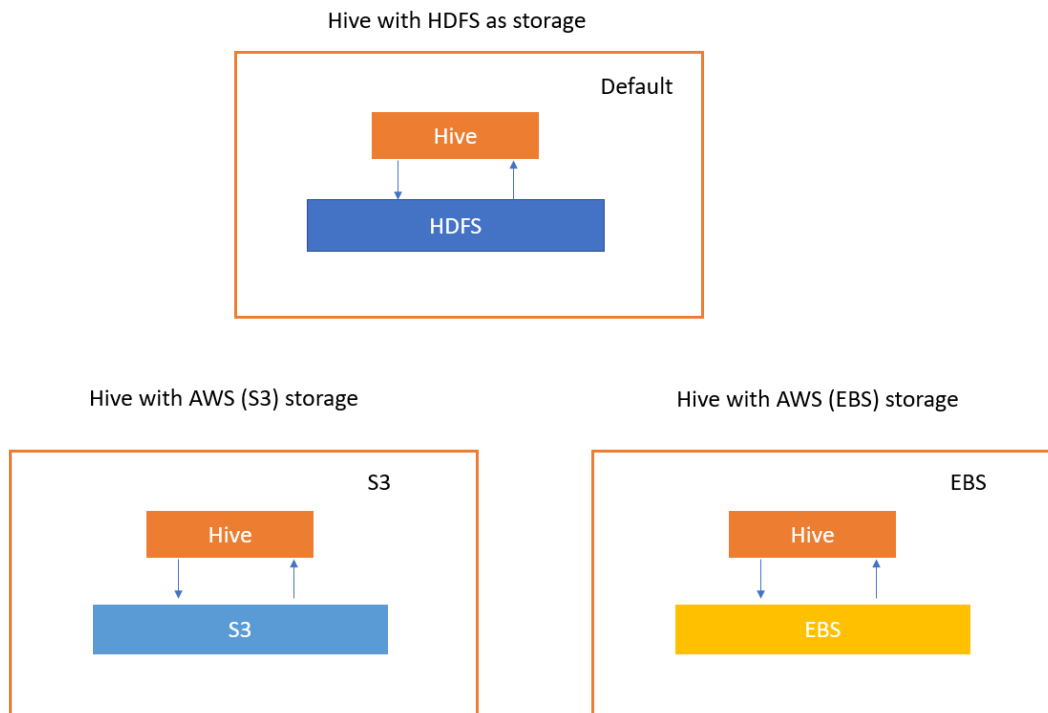 Hive with HDFS as storage
Default
Hive
HDFS
Hive with AWS (S3) storage
S3
Hive
S3
Hive with AWS (EBS) storage
EBS
Hive
EBS